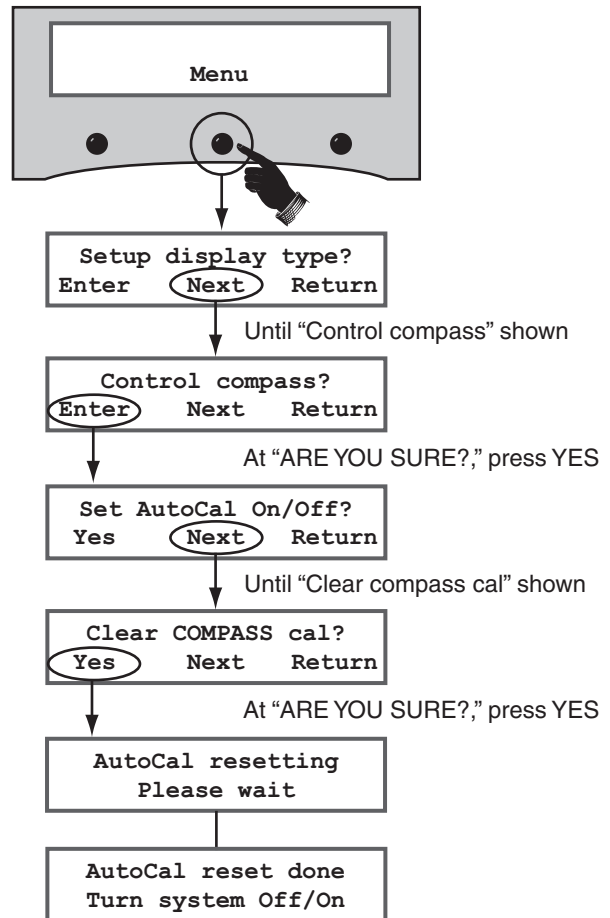 Menu
Setup display type?
Enter Next Return
Until “Control compass” shown
Control compass?
Enter Next Return
At “ARE YOU SURE?,” press YES
Set AutoCal On/Off?
Yes Next Return
Until “Clear compass cal” shown
Clear COMPASS cal?
Yes Next Return
At “ARE YOU SURE?,” press YES
AutoCal resetting
Please wait
AutoCal reset done
Turn system Off/On